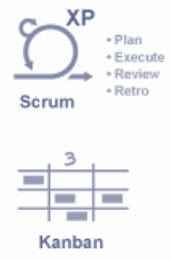 XP
• Plan
• Execute
• Review
• Retro
Scrum
3
Kanban